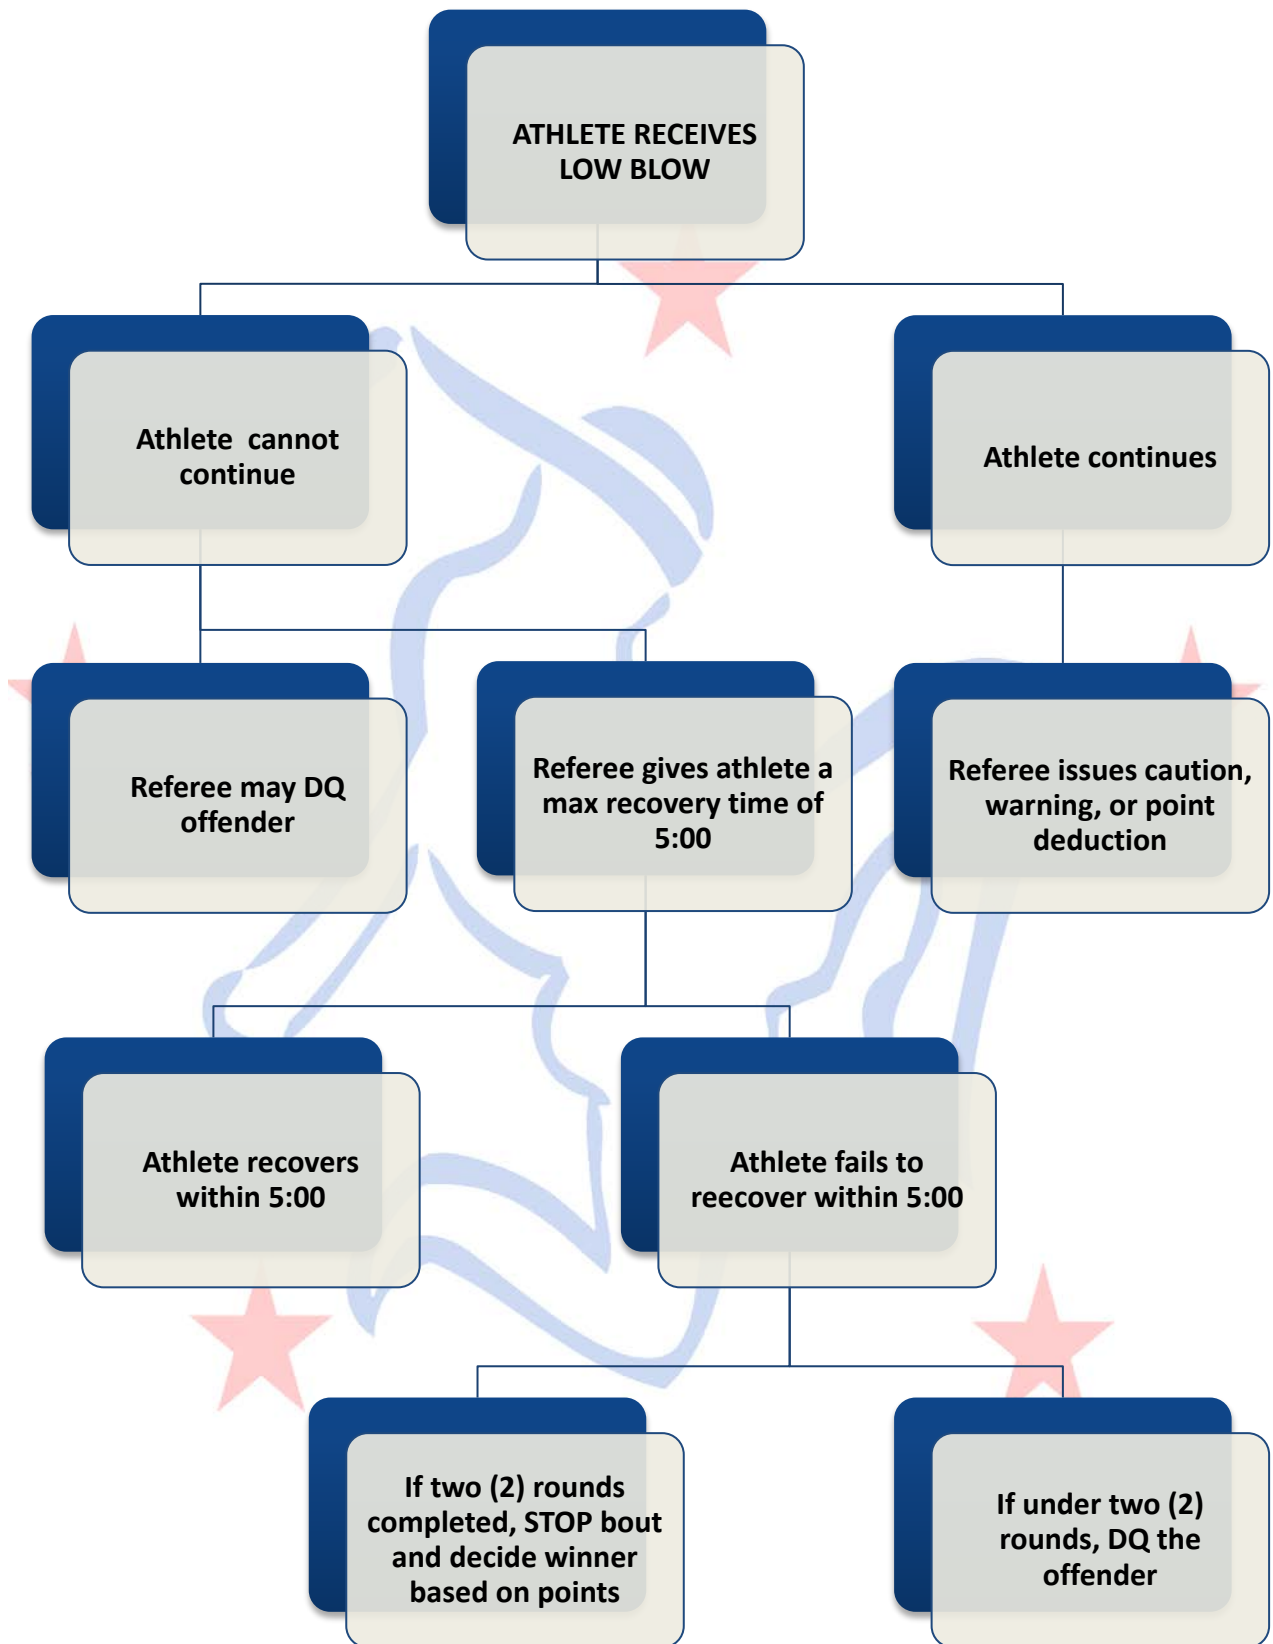 ATHLETE RECEIVES
LOW BLOW
Athlete cannot
continue
Athlete continues
Referee may DQ
offender
Referee gives athlete a
max recovery time of
5:00
Referee issues caution,
warning, or point
deduction
Athlete recovers
within 5:00
Athlete fails to
reecover within 5:00
If two (2) rounds
completed, STOP bout
and decide winner
based on points
If under two (2)
rounds, DQ the
offender